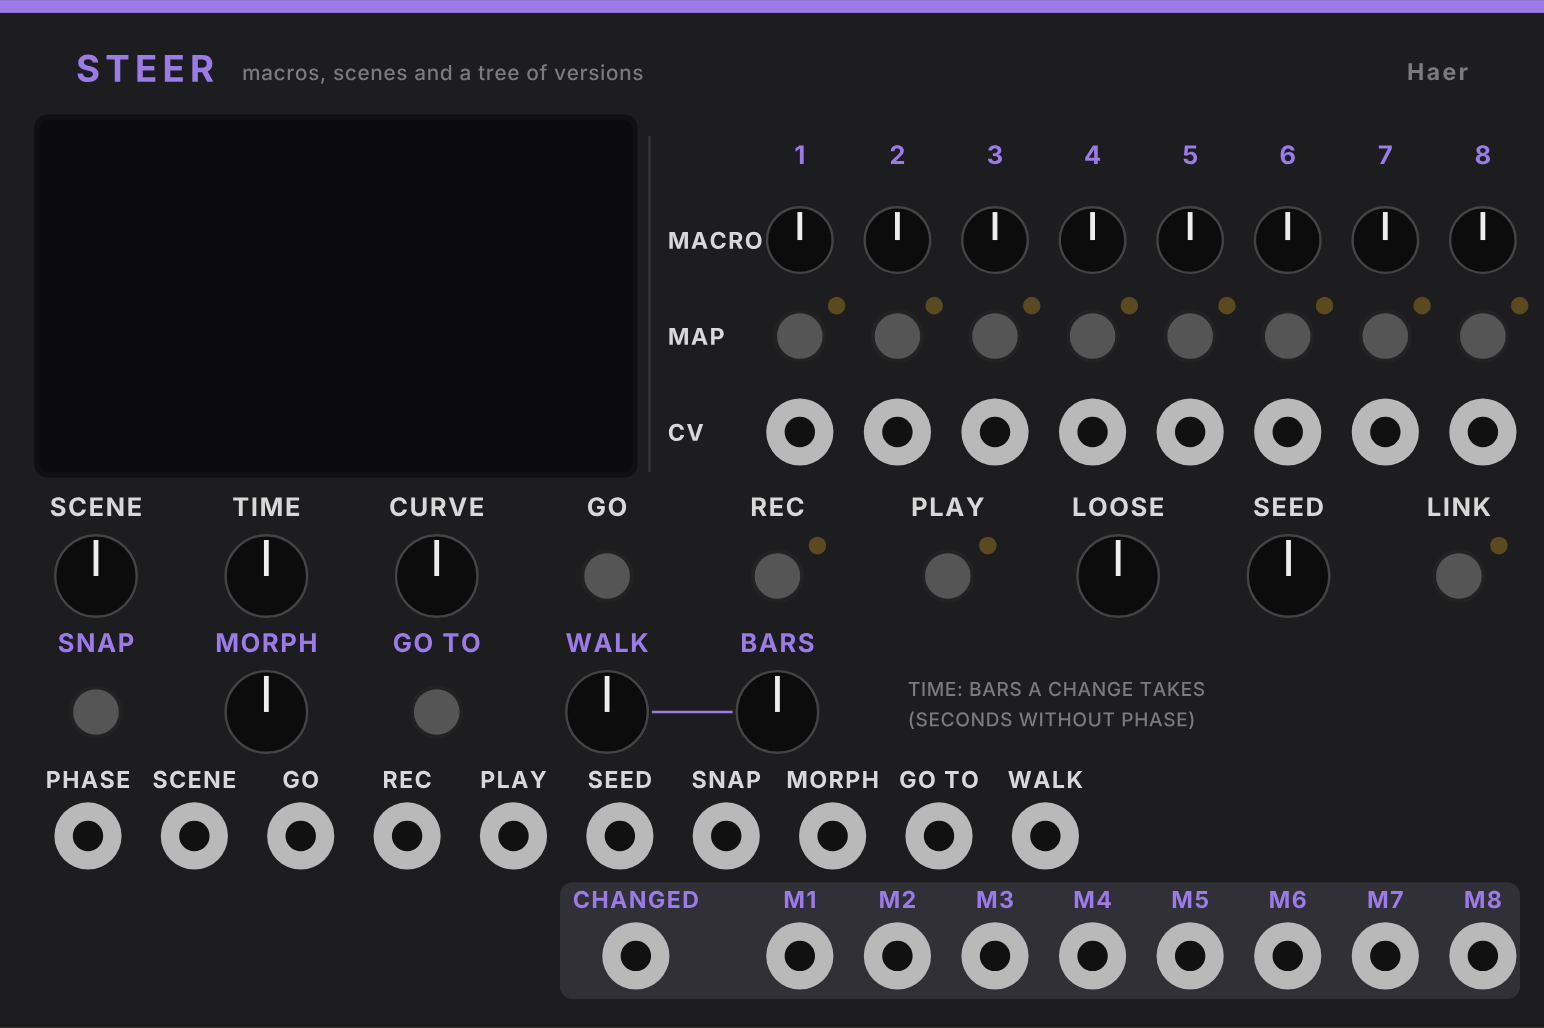 STEER macros, scenes and a tree of versions Haer
1 2 3 4 5 6 7 8
MACRO
MAP
CV
SCENE TIME CURVE GO REC PLAY LOOSE SEED LINK
SNAP MORPH GO TO WALK BARS
TIME: BARS A CHANGE TAKES
(SECONDS WITHOUT PHASE)
PHASE SCENE GO REC PLAY SEED SNAP MORPH GO TO WALK
CHANGED M1 M2 M3 M4 M5 M6 M7 M8